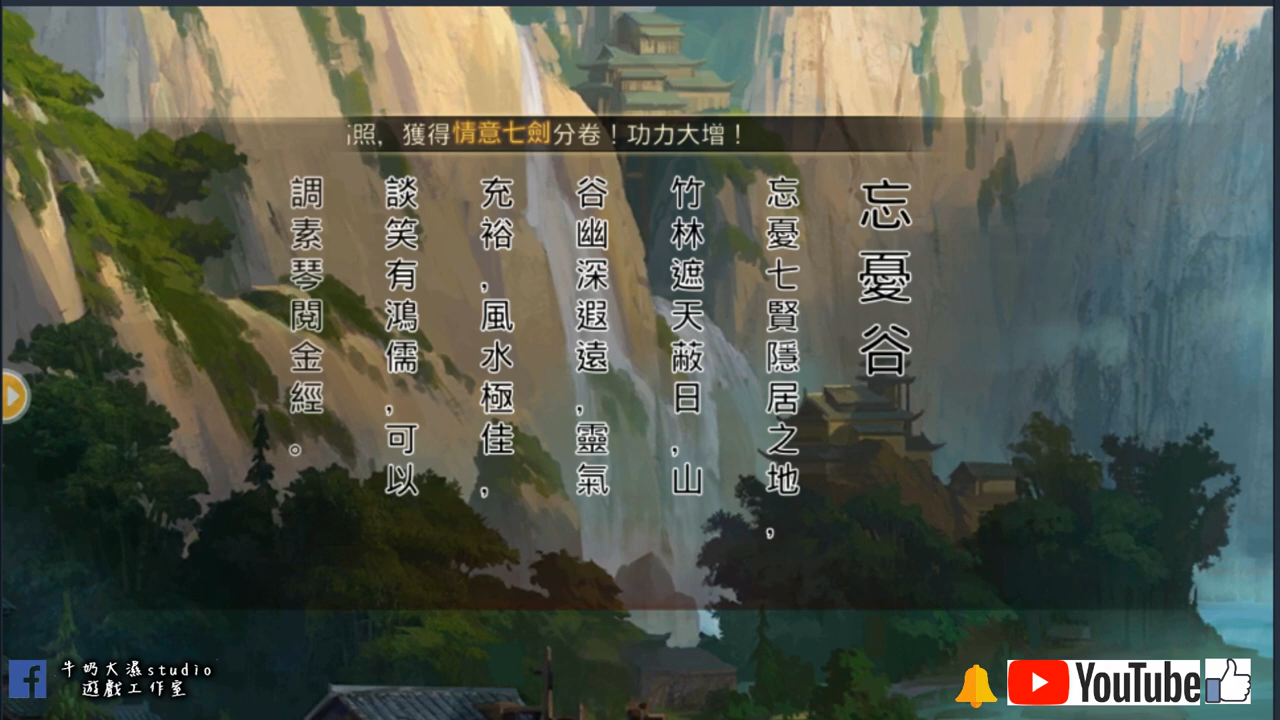 照，獲得情意七劍分卷！功力大增！
忘憂谷
忘憂七賢隱居之地，
竹林遮天蔽日，山
谷幽深遐遠，靈氣
充裕，風水極佳，
談笑有鴻儒，可以
調素琴閱金經。
牛奶大濕studio
遊戲工作室
YouTube